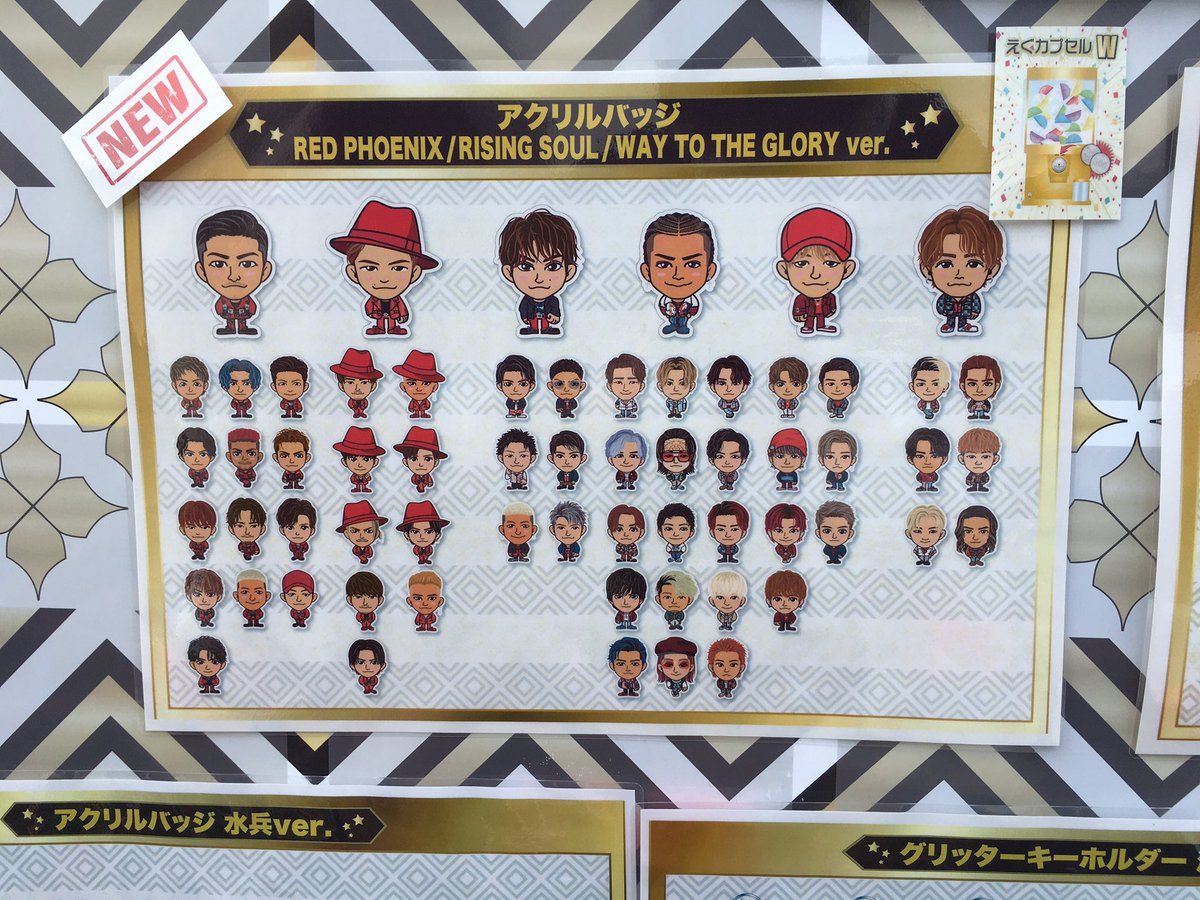 NEW
えくカプセル W
アクリルバッジ
RED PHOENIX/RISING SOUL/WAY TO THE GLORY ver.
アクリルバッジ 水兵ver.
グリッターキーホルダー